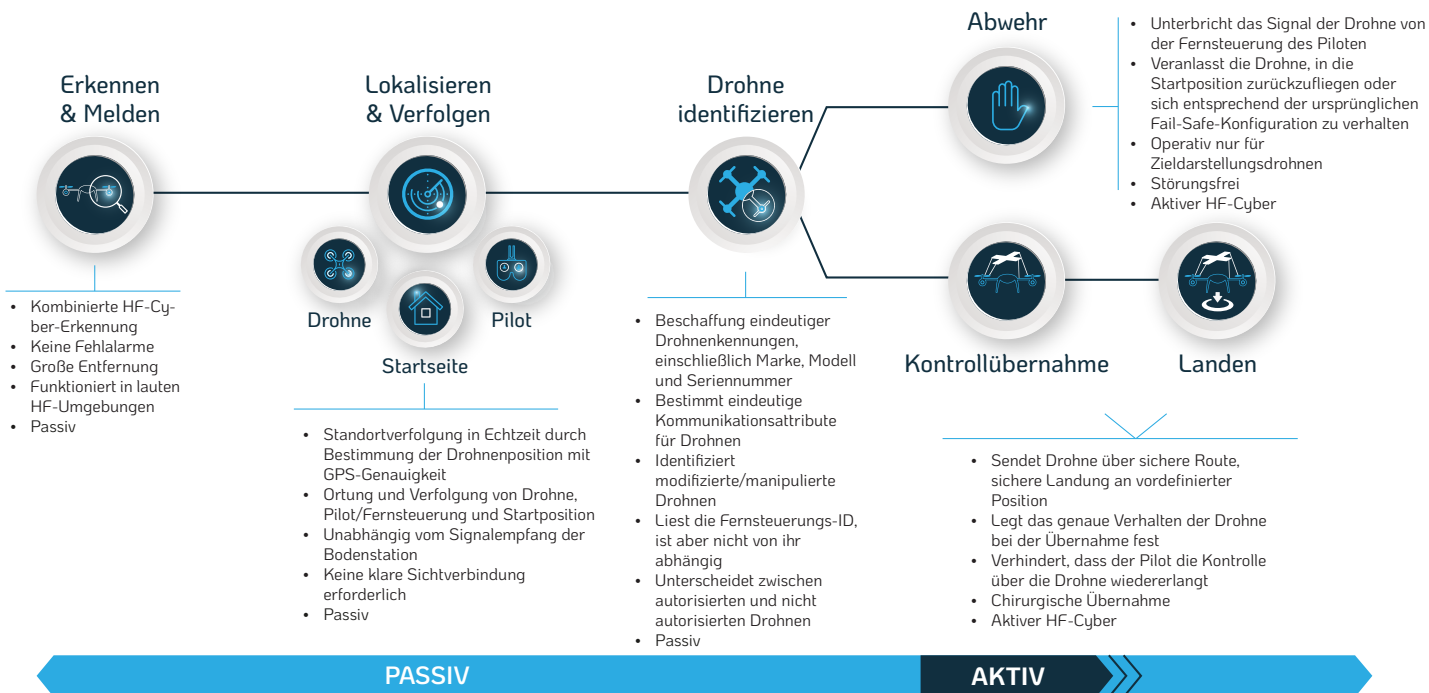 Erkennen
& Melden
• Kombinierte HF-Cy-
ber-Erkennung
• Keine Fehlalarme
• Große Entfernung
• Funktioniert in lauten
HF-Umgebungen
• Passiv
Lokalisieren
& Verfolgen
Drohne
Pilot
Startseite
• Standortverfolgung in Echtzeit durch
Bestimmung der Drohnenposition mit
GPS-Genauigkeit
• Ortung und Verfolgung von Drohne,
Pilot/Fernsteuerung und Startposition
• Unabhängig vom Signalempfang der
Bodenstation
• Keine klare Sichtverbindung
erforderlich
• Passiv
Drohne
identifizieren
• Beschaffung eindeutiger
Drohnenkennungen,
einschließlich Marke, Modell
und Seriennummer
• Bestimmt eindeutige
Kommunikationsattribute
für Drohnen
• Identifiziert
modifizierte/manipulierte
Drohnen
• Liest die Fernsteuerungs-ID,
ist aber nicht von ihr
abhängig
• Unterscheidet zwischen
autorisierten und nicht
autorisierten Drohnen
• Passiv
Abwehr
• Unterbricht das Signal der Drohne von
der Fernsteuerung des Piloten
• Veranlasst die Drohne, in die
Startposition zurückzufliegen oder
sich entsprechend der ursprünglichen
Fail-Safe-Konfiguration zu verhalten
• Operativ nur für
Zieldarstellungsdrohnen
• Störungsfrei
• Aktiver HF-Cyber
Kontrollübernahme
Landen
• Sendet Drohne über sichere Route,
sichere Landung an vordefinierter
Position
• Legt das genaue Verhalten der Drohne
bei der Übernahme fest
• Verhindert, dass der Pilot die Kontrolle
über die Drohne wiedererlangt
• Chirurgische Übernahme
• Aktiver HF-Cyber
PASSIV
AKTIV